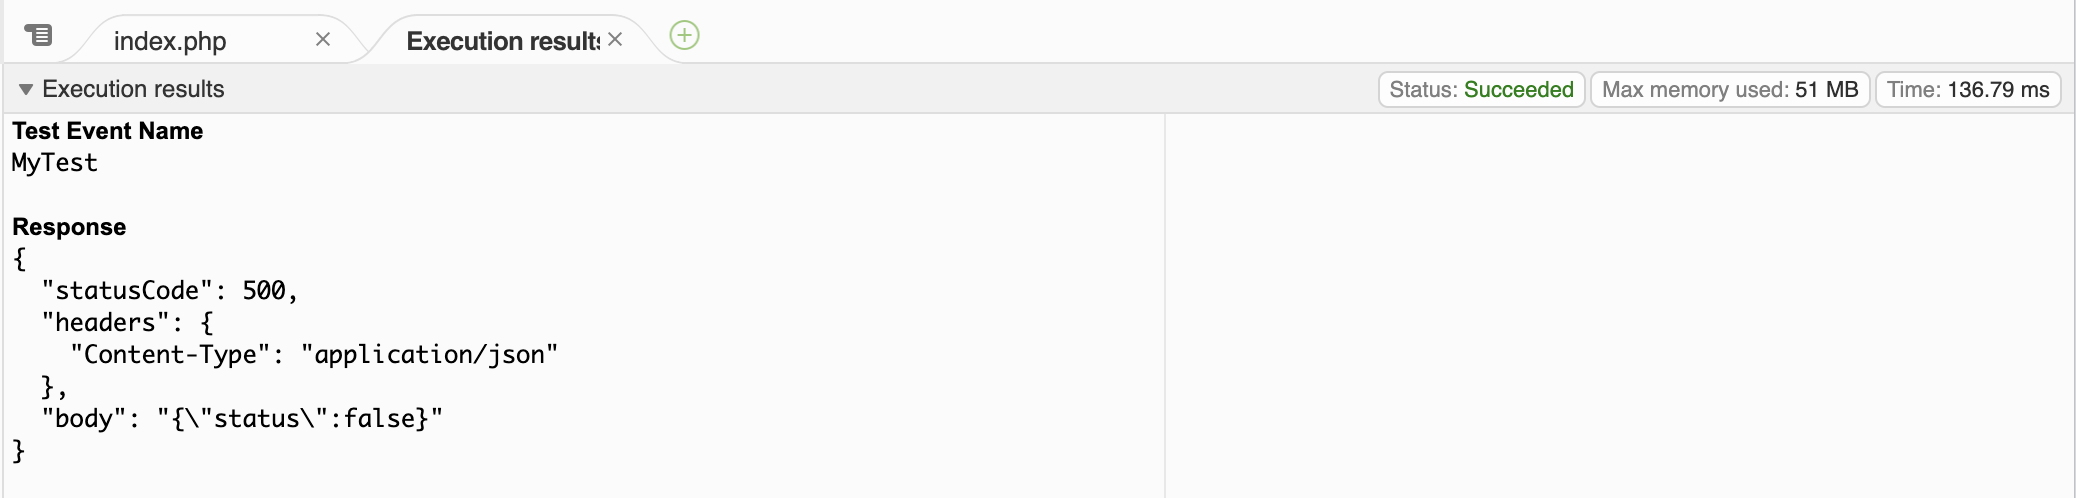 index.php
Execution results
Execution results
Status: Succeeded
Max memory used: 51 MB
Time: 136.79 ms
Test Event Name
MyTest
Response
{
"statusCode": 500,
"headers": {
"Content-Type": "application/json"
},
"body": "{\"status\":false}"
}